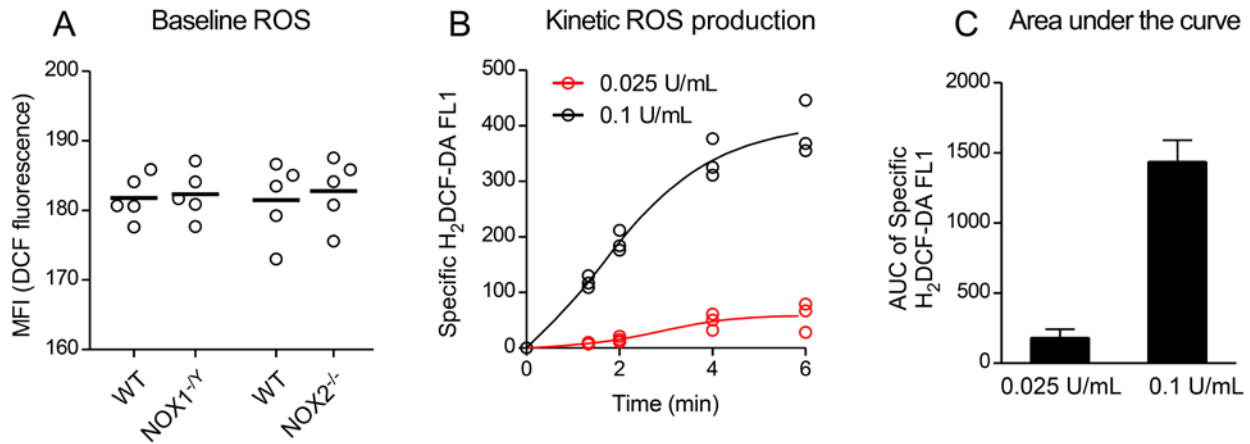 A Baseline ROS
MFI (DCF fluorescence)
200
190
180
170
160
WT
NOX1⁻/Y
WT
NOX2⁻/⁻
B Kinetic ROS production
Specific H₂DCF-DA FL1
500
400
300
200
100
0
0.025 U/mL
0.1 U/mL
0 2 4 6
Time (min)
C Area under the curve
AUC of Specific
H₂DCF-DA FL1
2000
1500
1000
500
0
0.025 U/mL 0.1 U/mL